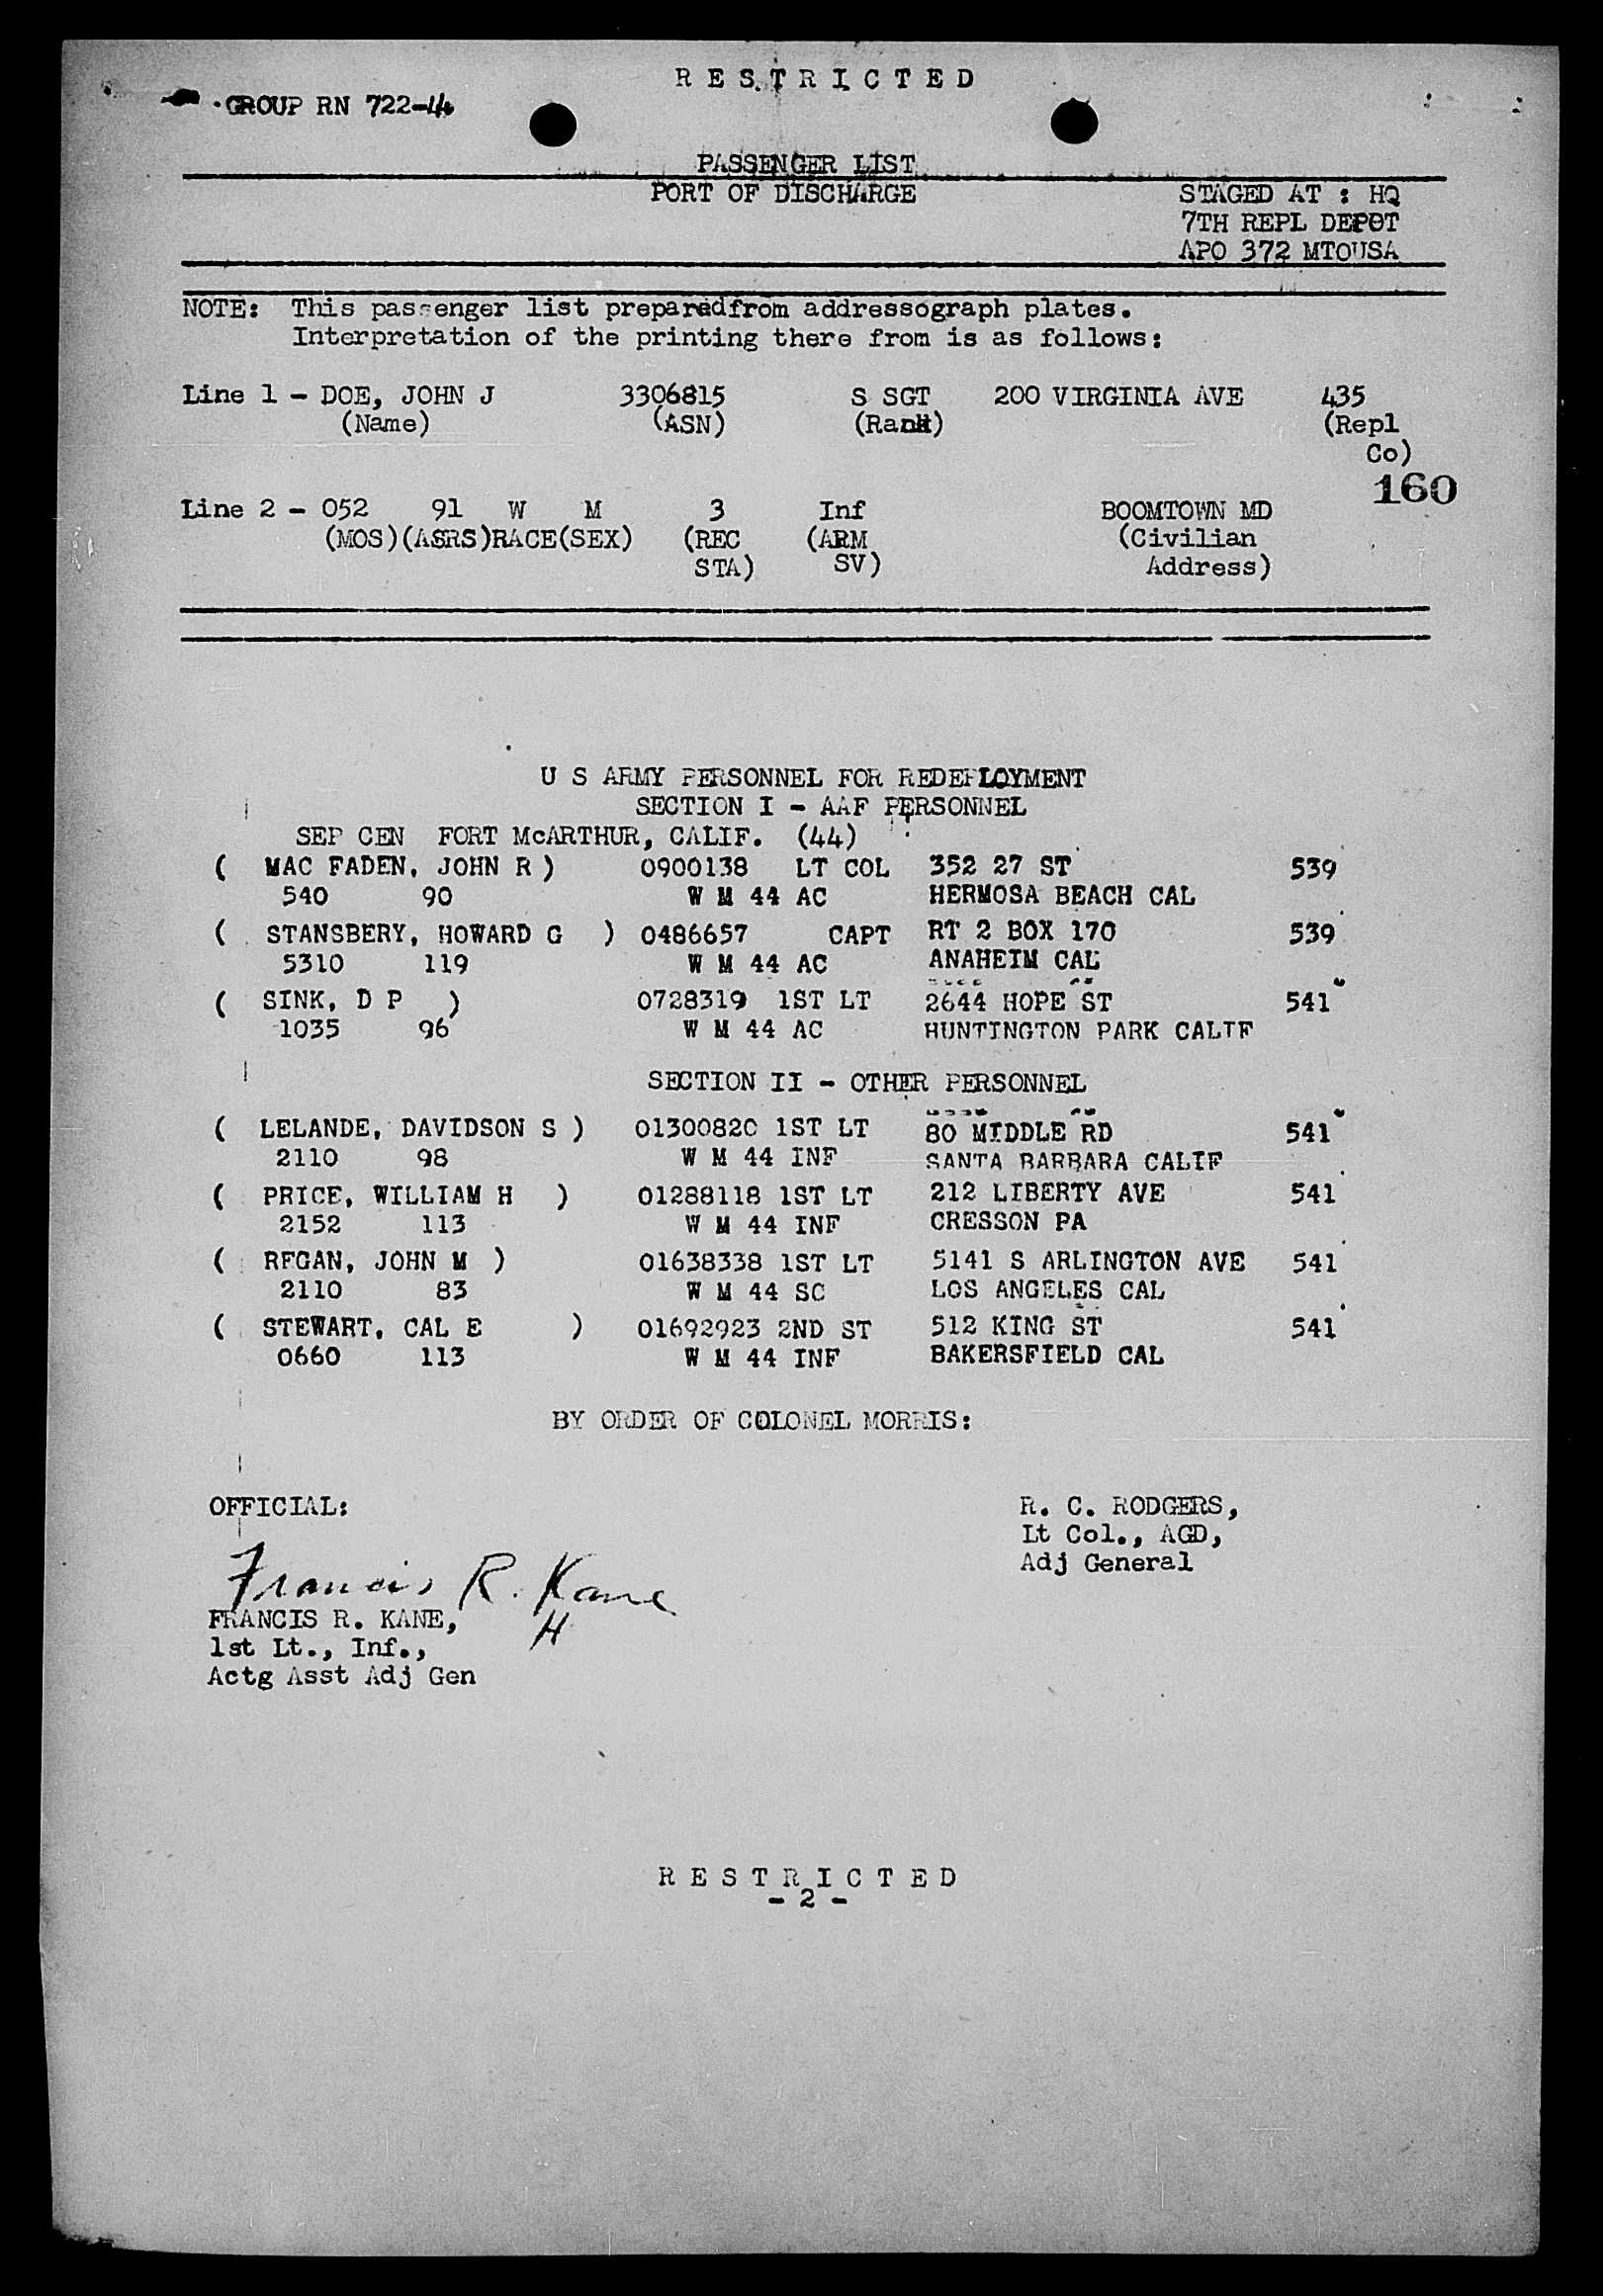 R E S T R I C T E D
GROUP RN 722-44
PASSENGER LIST
PORT OF DISCHARGE STAGED AT : HQ
7TH REPL DEPOT
APO 372 MTOUSA
NOTE: This passenger list preparedfrom addressograph plates.
Interpretation of the printing there from is as follows:
Line 1 - DOE, JOHN J 3306815 S SGT 200 VIRGINIA AVE 435
(Name) (ASN) (Rank) (Repl
Co)
160
Line 2 - 052 91 W M 3 Inf BOOMTOWN MD
(MOS)(ASRS)RACE(SEX) (REC (ARM (Civilian
STA) SV) Address)
U S ARMY PERSONNEL FOR REDEPLOYMENT
SECTION I - AAF PERSONNEL
SEP CEN FORT McARTHUR, CALIF. (44)
( MAC FADEN, JOHN R ) 0900138 LT COL 352 27 ST 539
540 90 W M 44 AC HERMOSA BEACH CAL
( STANSBERY, HOWARD G ) 0486657 CAPT RT 2 BOX 170 539
5310 119 W M 44 AC ANAHEIM CAL
( SINK, D P ) 0728319 1ST LT 2644 HOPE ST 541
1035 96 W M 44 AC HUNTINGTON PARK CALIF
SECTION II - OTHER PERSONNEL
( LELANDE, DAVIDSON S ) 01300820 1ST LT 80 MIDDLE RD 541
2110 98 W M 44 INF SANTA BARBARA CALIF
( PRICE, WILLIAM H ) 01288118 1ST LT 212 LIBERTY AVE 541
2152 113 W M 44 INF CRESSON PA
( REGAN, JOHN M ) 01638338 1ST LT 5141 S ARLINGTON AVE 541
2110 83 W M 44 SC LOS ANGELES CAL
( STEWART, CAL E ) 01692923 2ND ST 512 KING ST 541
0660 113 W M 44 INF BAKERSFIELD CAL
BY ORDER OF COLONEL MORRIS:
OFFICIAL: R. C. RODGERS,
Lt Col., AGD,
Adj General
Francis R. Kane
H
FRANCIS R. KANE,
1st Lt., Inf.,
Actg Asst Adj Gen
R E S T R I C T E D
- 2 -